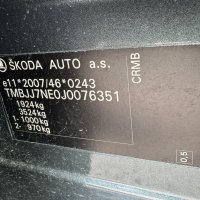 ŠKODA AUTO a.s.
e11*2007/46*0243
TMBJJ7NE0J0076351
1924kg
3524kg
1-1000kg
2- 970kg
CRMB
0,5